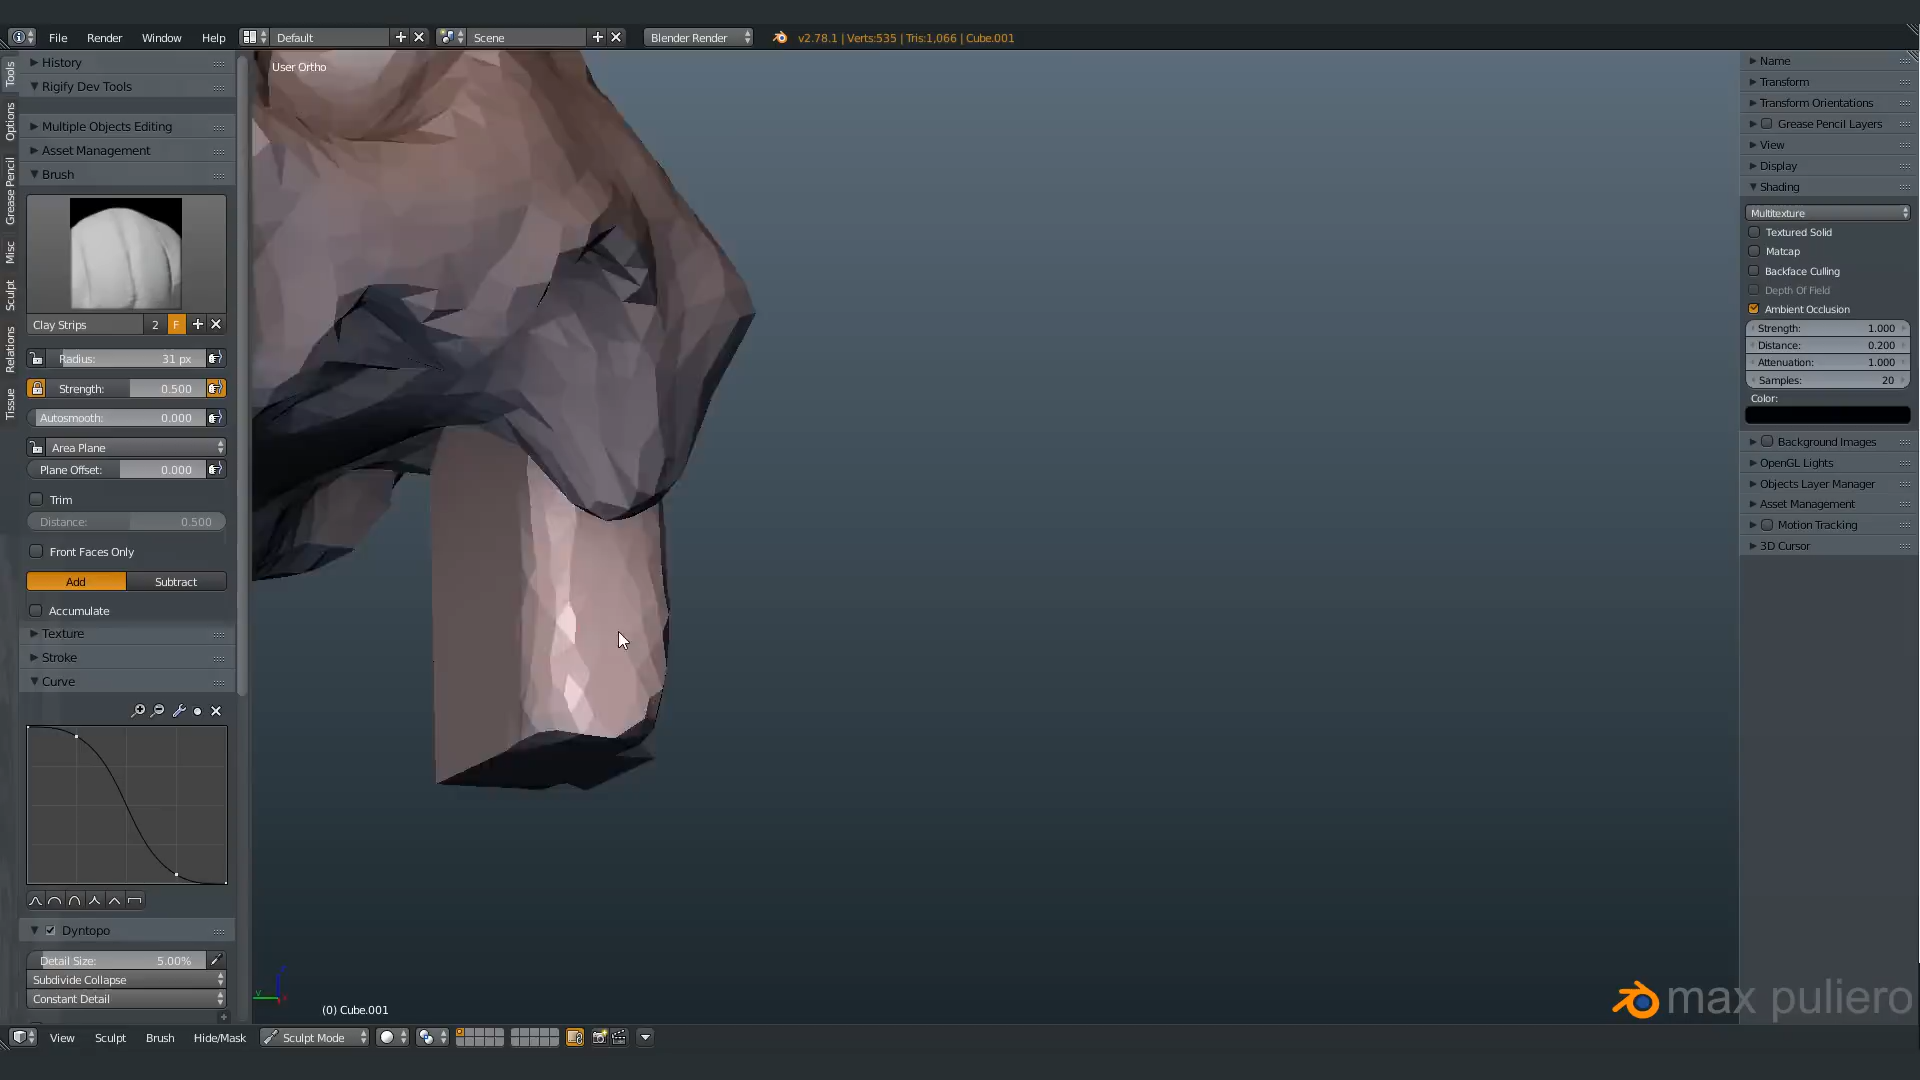 File Render Window Help Default Scene Blender Render v2.78.1 | Verts:535 | Tris:1,066 | Cube.001
Tools
Options
Grease Pencil
Misc
Sculpt
Relations
Tissue
History
Rigify Dev Tools
Multiple Objects Editing
Asset Management
Brush
Clay Strips 2 F
Radius: 31 px
Strength: 0.500
Autosmooth: 0.000
Area Plane
Plane Offset: 0.000
Trim
Distance: 0.500
Front Faces Only
Add Subtract
Accumulate
Texture
Stroke
Curve
Dyntopo
Detail Size: 5.00%
Subdivide Collapse
Constant Detail
User Ortho
(0) Cube.001
Name
Transform
Transform Orientations
Grease Pencil Layers
View
Display
Shading
Multitexture
Textured Solid
Matcap
Backface Culling
Depth Of Field
Ambient Occlusion
Strength: 1.000
Distance: 0.200
Attenuation: 1.000
Samples: 20
Color:
Background Images
OpenGL Lights
Objects Layer Manager
Asset Management
Motion Tracking
3D Cursor
max puliero
View Sculpt Brush Hide/Mask Sculpt Mode